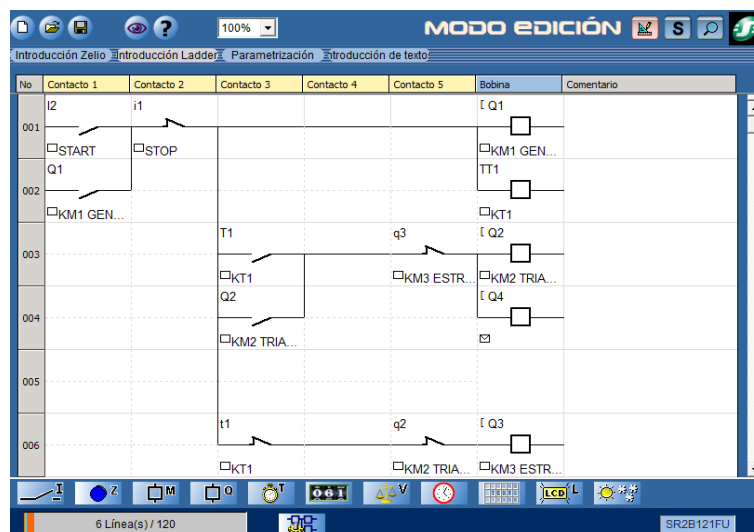 100%
MODO EDICIÓN
S
Introducción Zelio
Introducción Ladder
Parametrización
Introducción de texto
No Contacto 1 Contacto 2 Contacto 3 Contacto 4 Contacto 5 Bobina Comentario
I2 i1 [ Q1
001
START STOP KM1 GEN...
Q1 TT1
002
KM1 GEN... KT1
T1 q3 [ Q2
003
KT1 KM3 ESTR... KM2 TRIA...
Q2 [ Q4
004
KM2 TRIA...
005
t1 q2 [ Q3
006
KT1 KM2 TRIA... KM3 ESTR...
I Z M Q T 061 V LCD L
6 Línea(s) / 120
SR2B121FU